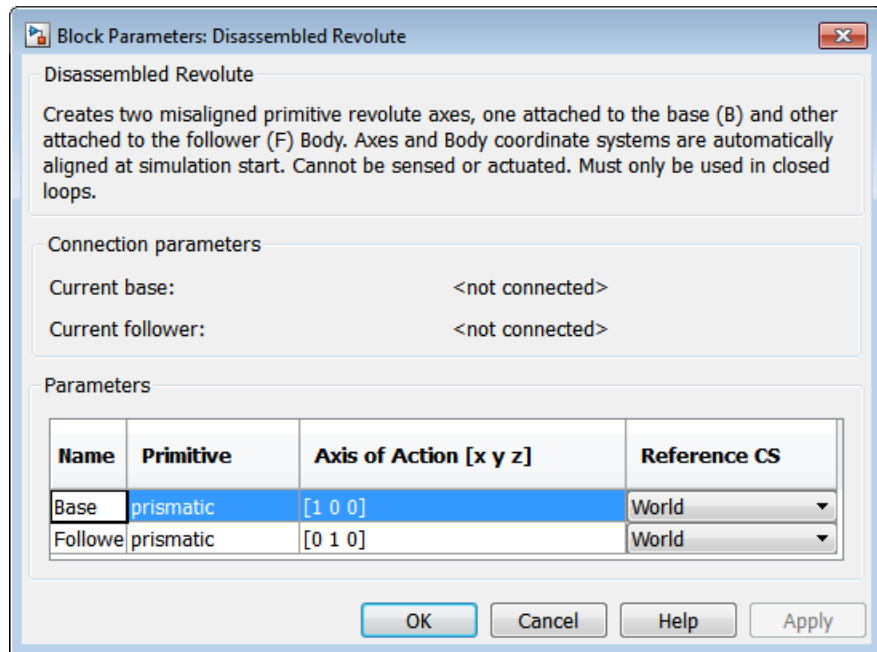 Block Parameters: Disassembled Revolute
Disassembled Revolute
Creates two misaligned primitive revolute axes, one attached to the base (B) and other
attached to the follower (F) Body. Axes and Body coordinate systems are automatically
aligned at simulation start. Cannot be sensed or actuated. Must only be used in closed
loops.
Connection parameters
Current base: <not connected>
Current follower: <not connected>
Parameters
Name Primitive Axis of Action [x y z] Reference CS
Base prismatic [1 0 0] World
Followe prismatic [0 1 0] World
OK Cancel Help Apply